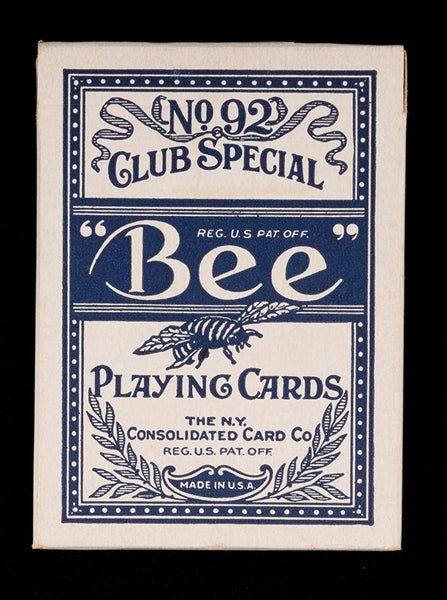 No 92
CLUB SPECIAL
REG. U.S. PAT. OFF.
"Bee"
PLAYING CARDS
THE N.Y.
CONSOLIDATED CARD CO
REG. U.S. PAT. OFF.
MADE IN U.S.A.